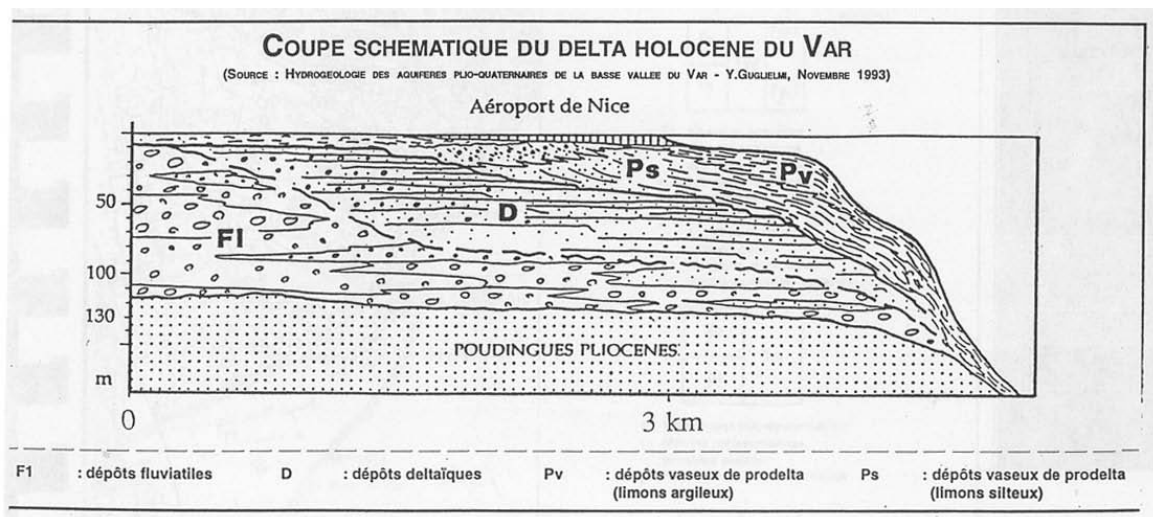 COUPE SCHEMATIQUE DU DELTA HOLOCENE DU VAR
(SOURCE : HYDROGEOLOGIE DES AQUIFERES PLIO-QUATERNAIRES DE LA BASSE VALLEE DU VAR - Y.GUGLIELMI, NOVEMBRE 1993)
Aéroport de Nice
Ps
Pv
50
D
Fl
100
130
POUDINGUES PLIOCENES
m
0
3 km
F1 : dépôts fluviatiles D : dépôts deltaïques Pv : dépôts vaseux de prodelta Ps : dépôts vaseux de prodelta
(limons argileux) (limons silteux)